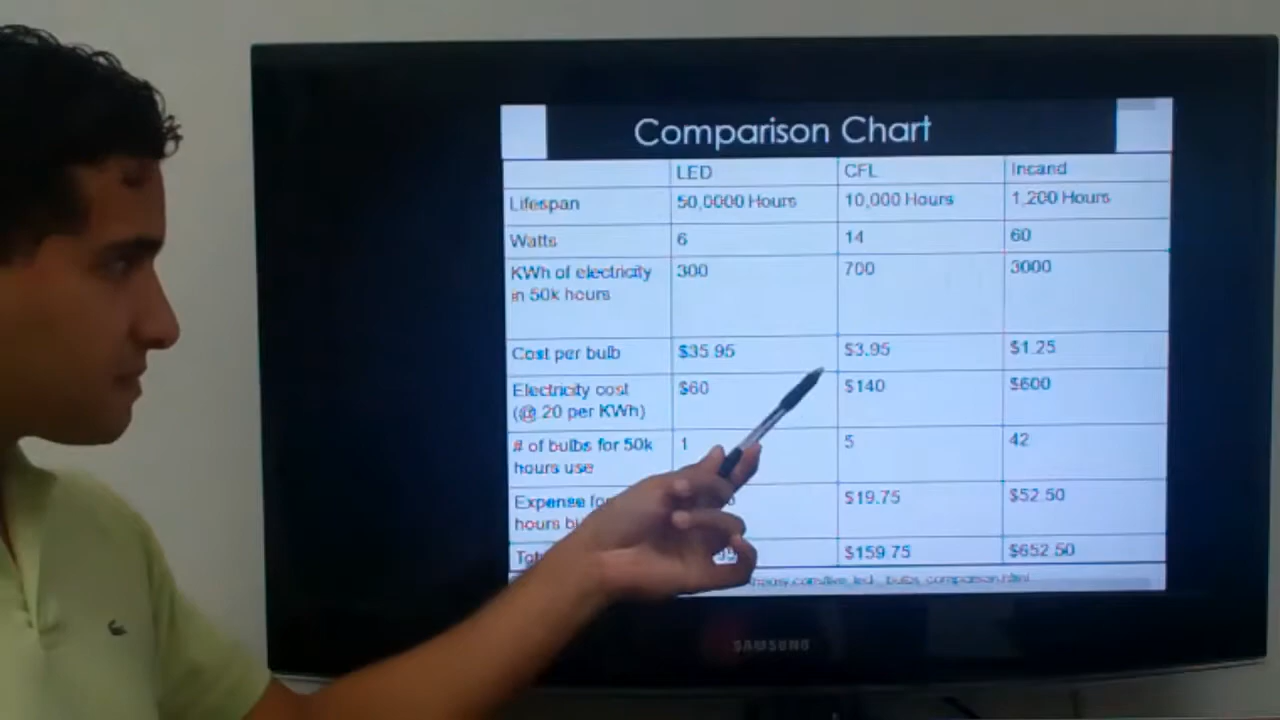 Comparison Chart
LED CFL Incand
Lifespan 50,0000 Hours 10,000 Hours 1,200 Hours
Watts 6 14 60
KWh of electricity 300 700 3000
in 50k hours
Cost per bulb $35.95 $3.95 $1.25
Electricity cost $60 $140 $600
(@ 20 per KWh)
# of bulbs for 50k 1 5 42
hours use
Expense $19.75 $52.50
hours
$159.75 $652.50
SAMSUNG